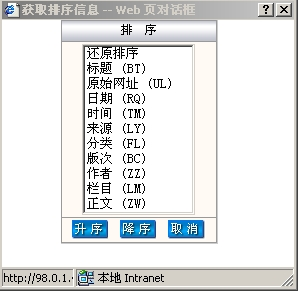 获取排序信息 -- Web 页对话框
排 序
还原排序
标题 (BT)
原始网址 (UL)
日期 (RQ)
时间 (TM)
来源 (LY)
分类 (FL)
版次 (BC)
作者 (ZZ)
栏目 (LM)
正文 (ZW)
升 序 降 序 取 消
http://98.0.1. 本地 Intranet